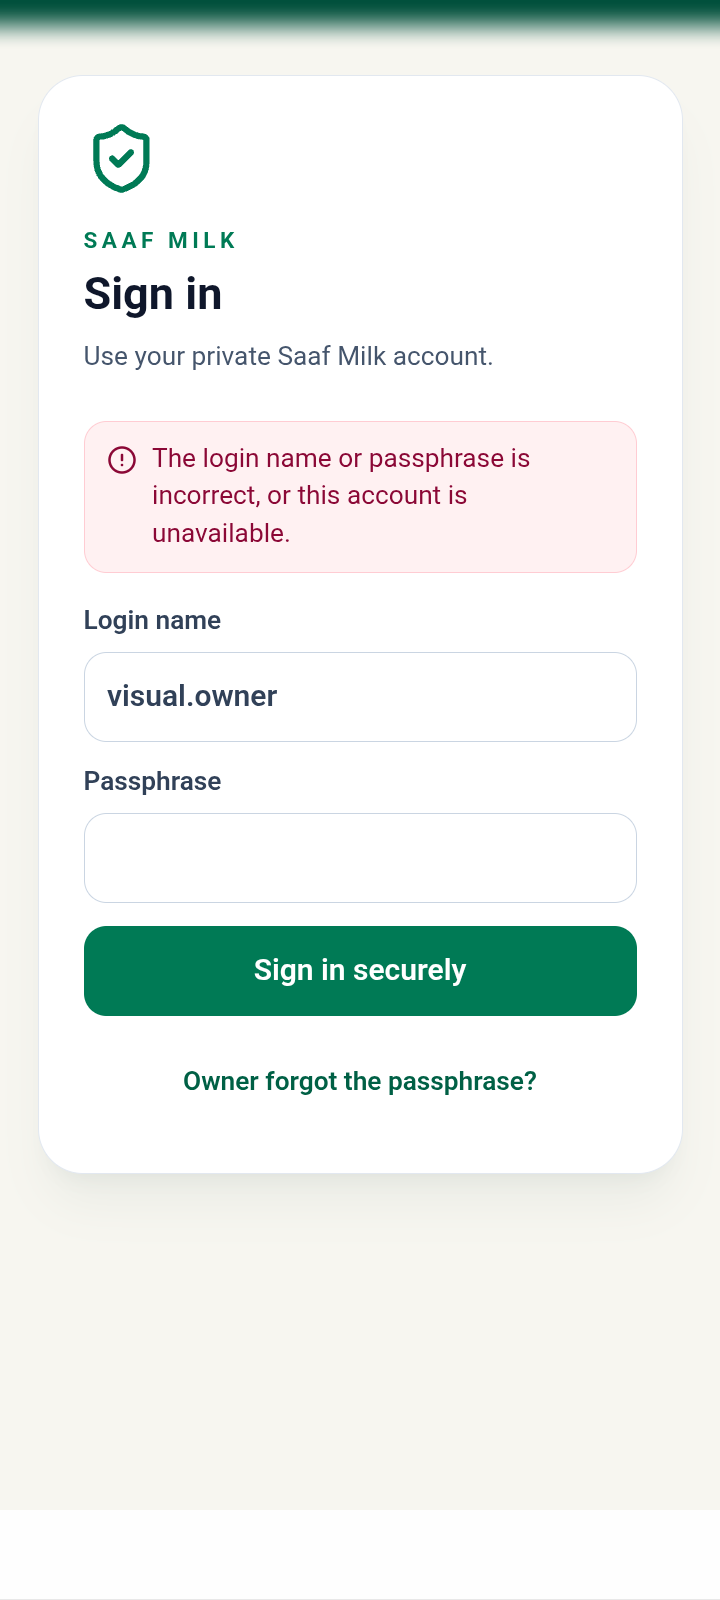 SAAF MILK
Sign in
Use your private Saaf Milk account.
The login name or passphrase is
incorrect, or this account is
unavailable.
Login name
visual.owner
Passphrase
Sign in securely
Owner forgot the passphrase?